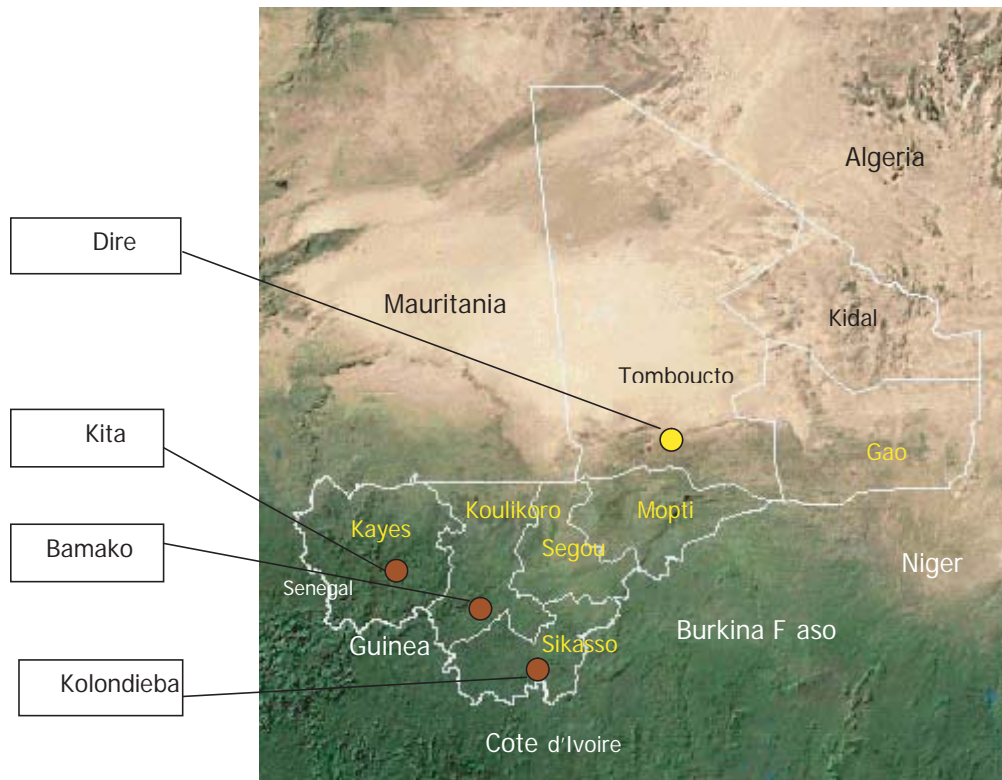 Algeria
Dire
Mauritania
Kidal
Tomboucto
Kita
Gao
Koulikoro
Mopti
Kayes
Bamako
Segou
Niger
Senegal
Guinea
Sikasso
Burkina F aso
Kolondieba
Cote d'Ivoire